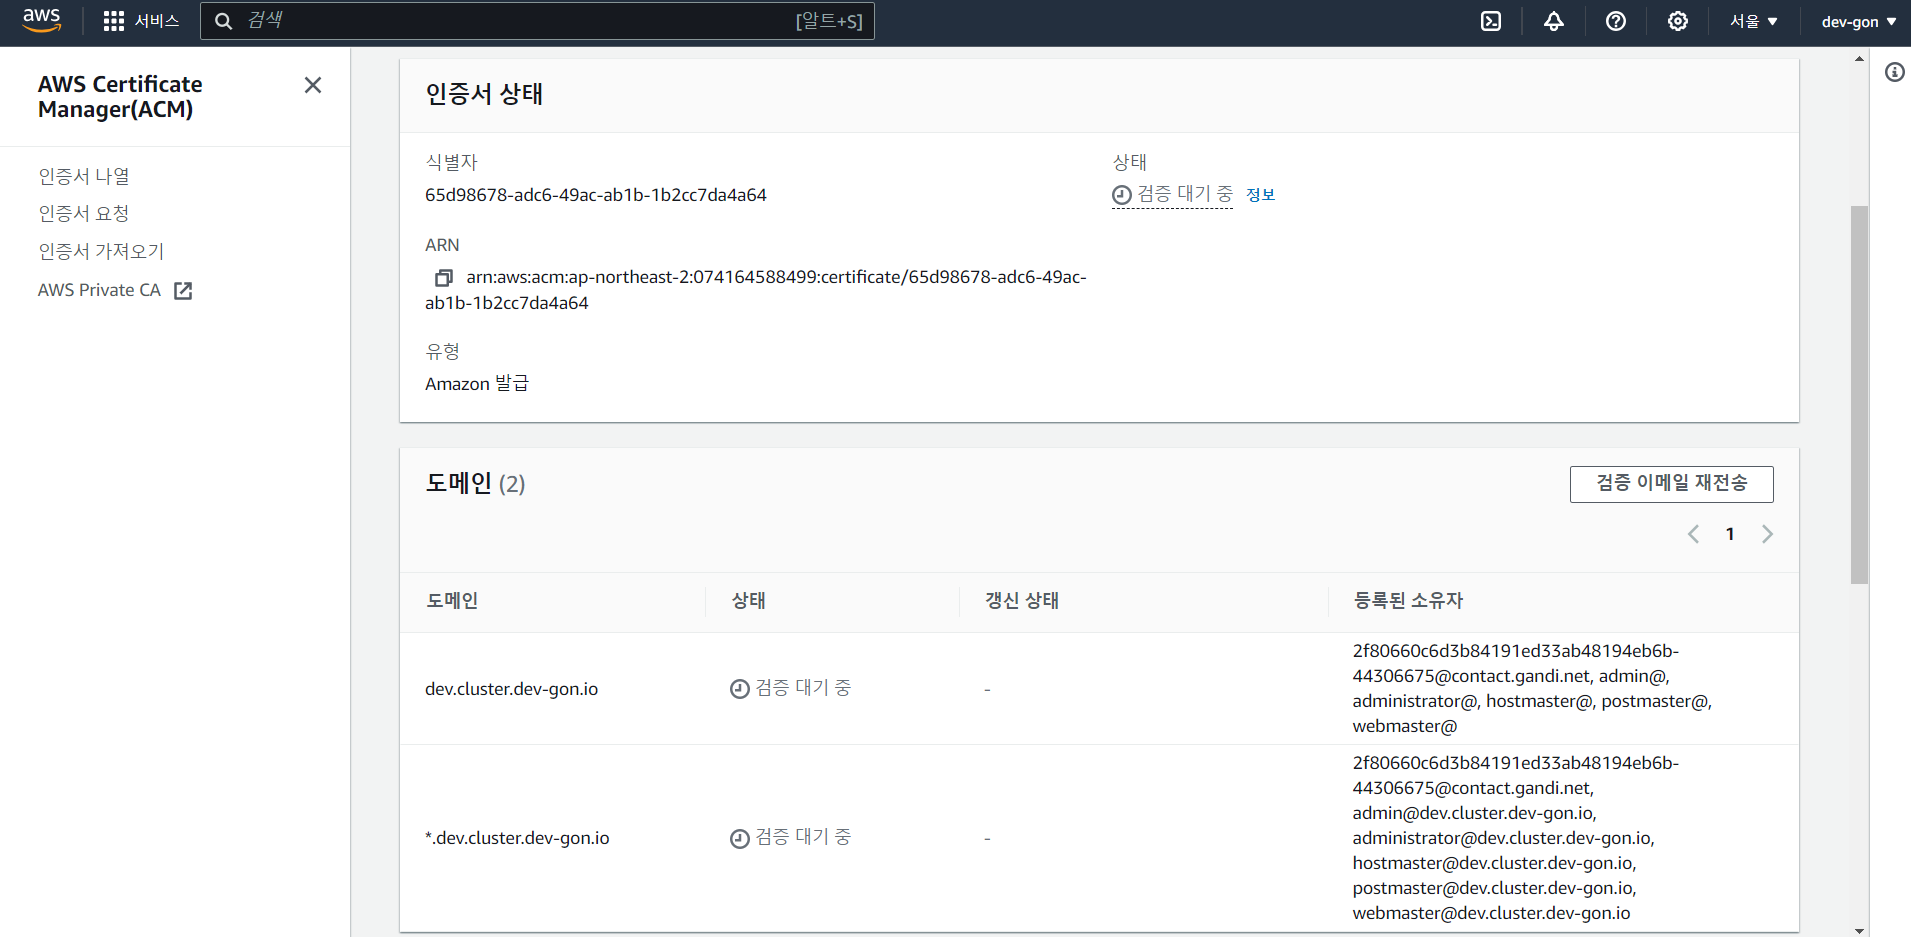 aws
서비스
검색
[알트+S]
서울
dev-gon
AWS Certificate
Manager(ACM)
인증서 나열
인증서 요청
인증서 가져오기
AWS Private CA
인증서 상태
식별자
65d98678-adc6-49ac-ab1b-1b2cc7da4a64
상태
검증 대기 중 정보
ARN
arn:aws:acm:ap-northeast-2:074164588499:certificate/65d98678-adc6-49ac-
ab1b-1b2cc7da4a64
유형
Amazon 발급
도메인 (2)
검증 이메일 재전송
1
도메인 상태 갱신 상태 등록된 소유자
dev.cluster.dev-gon.io
검증 대기 중
-
2f80660c6d3b84191ed33ab48194eb6b-
44306675@contact.gandi.net, admin@,
administrator@, hostmaster@, postmaster@,
webmaster@
*.dev.cluster.dev-gon.io
검증 대기 중
-
2f80660c6d3b84191ed33ab48194eb6b-
44306675@contact.gandi.net,
admin@dev.cluster.dev-gon.io,
administrator@dev.cluster.dev-gon.io,
hostmaster@dev.cluster.dev-gon.io,
postmaster@dev.cluster.dev-gon.io,
webmaster@dev.cluster.dev-gon.io